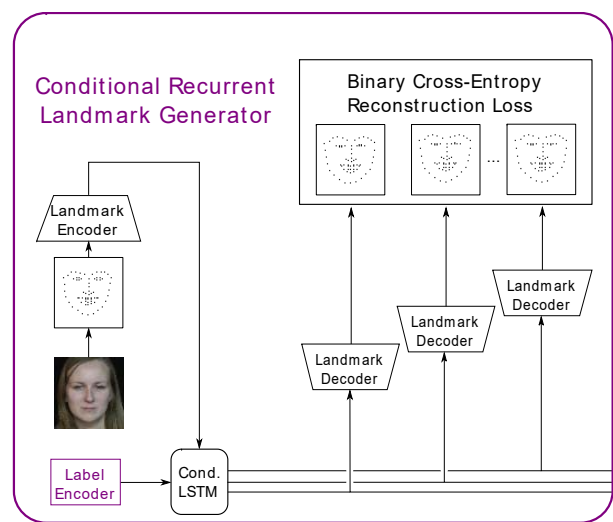 Conditional Recurrent
Landmark Generator
Binary Cross-Entropy
Reconstruction Loss
...
Landmark
Encoder
Landmark
Decoder
Landmark
Decoder
Landmark
Decoder
Label
Encoder
Cond.
LSTM